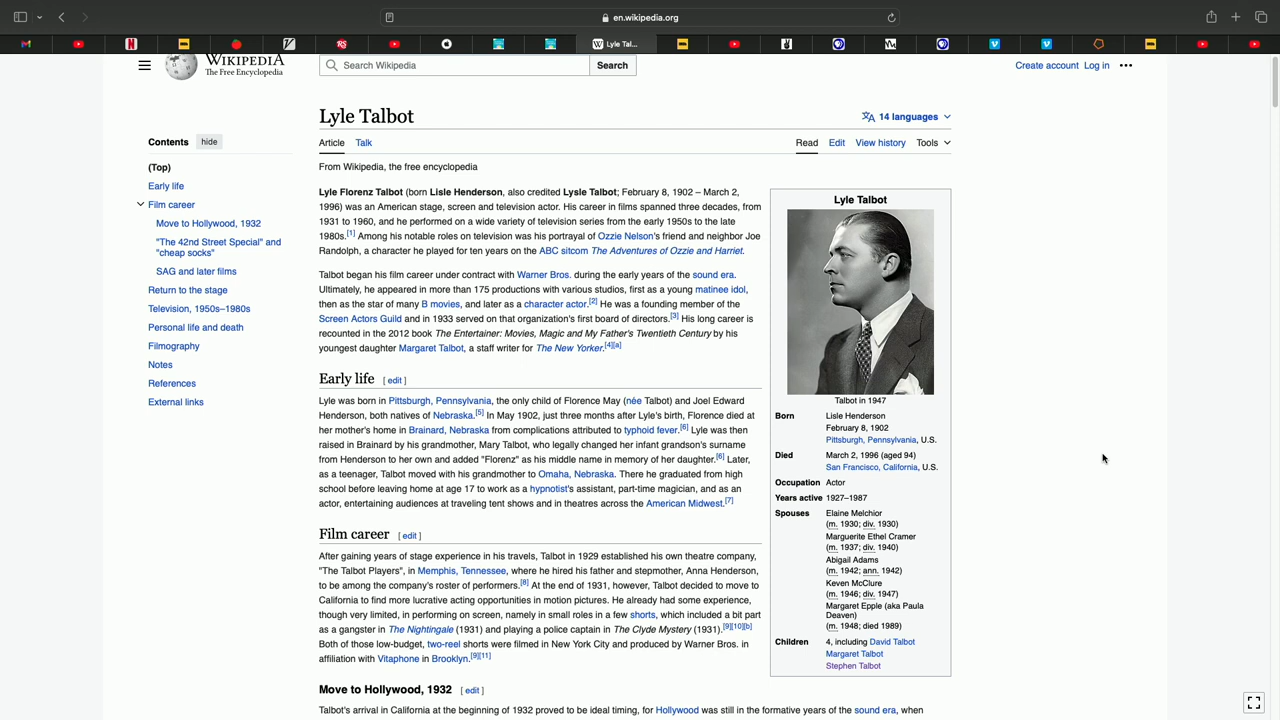 en.wikipedia.org
W Lyle Tal...
WIKIPEDIA
The Free Encyclopedia
Search Wikipedia
Search
Create account Log in
Lyle Talbot
14 languages
Contents hide
Article Talk
Read Edit View history Tools
(Top)
Early life
Film career
Move to Hollywood, 1932
"The 42nd Street Special" and
"cheap socks"
SAG and later films
Return to the stage
Television, 1950s–1980s
Personal life and death
Filmography
Notes
References
External links
From Wikipedia, the free encyclopedia
Lyle Florenz Talbot (born Lisle Henderson, also credited Lysle Talbot; February 8, 1902 – March 2,
1996) was an American stage, screen and television actor. His career in films spanned three decades, from
1931 to 1960, and he performed on a wide variety of television series from the early 1950s to the late
1980s.[1] Among his notable roles on television was his portrayal of Ozzie Nelson's friend and neighbor Joe
Randolph, a character he played for ten years on the ABC sitcom The Adventures of Ozzie and Harriet.
Talbot began his film career under contract with Warner Bros. during the early years of the sound era.
Ultimately, he appeared in more than 175 productions with various studios, first as a young matinee idol,
then as the star of many B movies, and later as a character actor.[2] He was a founding member of the
Screen Actors Guild and in 1933 served on that organization's first board of directors.[3] His long career is
recounted in the 2012 book The Entertainer: Movies, Magic and My Father's Twentieth Century by his
youngest daughter Margaret Talbot, a staff writer for The New Yorker.[4][a]
Early life [ edit ]
Lyle was born in Pittsburgh, Pennsylvania, the only child of Florence May (née Talbot) and Joel Edward
Henderson, both natives of Nebraska.[5] In May 1902, just three months after Lyle's birth, Florence died at
her mother's home in Brainard, Nebraska from complications attributed to typhoid fever.[6] Lyle was then
raised in Brainard by his grandmother, Mary Talbot, who legally changed her infant grandson's surname
from Henderson to her own and added "Florenz" as his middle name in memory of her daughter.[6] Later,
as a teenager, Talbot moved with his grandmother to Omaha, Nebraska. There he graduated from high
school before leaving home at age 17 to work as a hypnotist's assistant, part-time magician, and as an
actor, entertaining audiences at traveling tent shows and in theatres across the American Midwest.[7]
Film career [ edit ]
After gaining years of stage experience in his travels, Talbot in 1929 established his own theatre company,
"The Talbot Players", in Memphis, Tennessee, where he hired his father and stepmother, Anna Henderson,
to be among the company's roster of performers.[8] At the end of 1931, however, Talbot decided to move to
California to find more lucrative acting opportunities in motion pictures. He already had some experience,
though very limited, in performing on screen, namely in small roles in a few shorts, which included a bit part
as a gangster in The Nightingale (1931) and playing a police captain in The Clyde Mystery (1931).[9][10][b]
Both of those low-budget, two-reel shorts were filmed in New York City and produced by Warner Bros. in
affiliation with Vitaphone in Brooklyn.[9][11]
Move to Hollywood, 1932 [ edit ]
Talbot's arrival in California at the beginning of 1932 proved to be ideal timing, for Hollywood was still in the formative years of the sound era, when
Lyle Talbot
Talbot in 1947
Born Lisle Henderson
February 8, 1902
Pittsburgh, Pennsylvania, U.S.
Died March 2, 1996 (aged 94)
San Francisco, California, U.S.
Occupation Actor
Years active 1927–1987
Spouses Elaine Melchior
(m. 1930; div. 1930)
Marguerite Ethel Cramer
(m. 1937; div. 1940)
Abigail Adams
(m. 1942; ann. 1942)
Keven McClure
(m. 1946; div. 1947)
Margaret Epple (aka Paula
Deaven)
(m. 1948; died 1989)
Children 4, including David Talbot
Margaret Talbot
Stephen Talbot